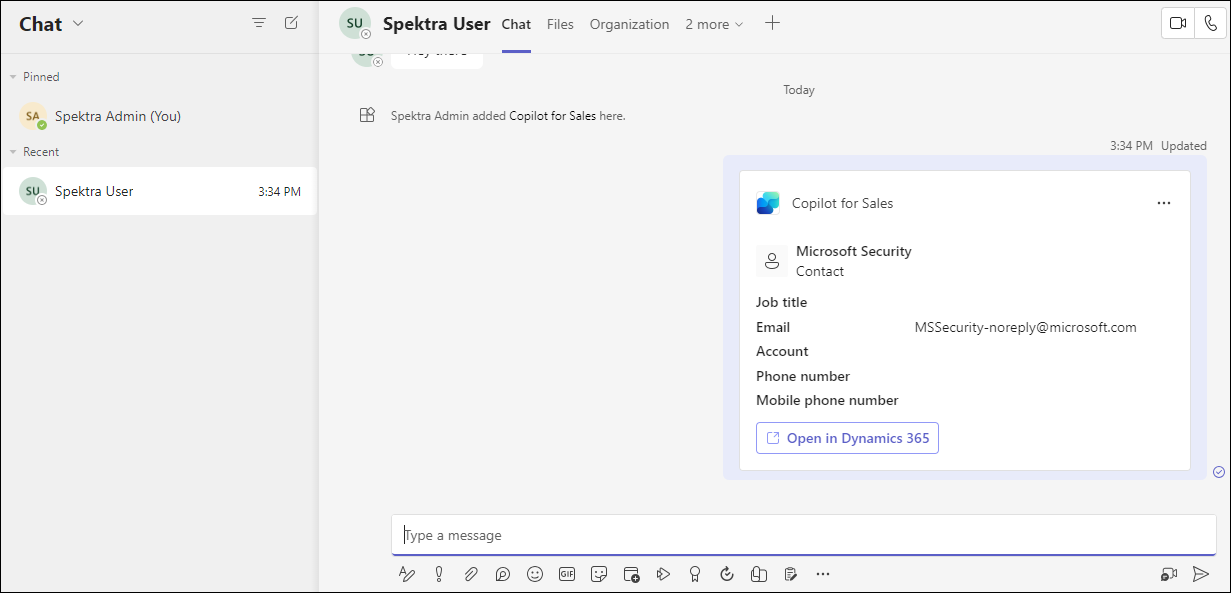 Chat
Pinned
SA Spektra Admin (You)
Recent
SU Spektra User 3:34 PM
SU Spektra User Chat Files Organization 2 more
Hey there
Today
Spektra Admin added Copilot for Sales here.
3:34 PM Updated
Copilot for Sales
Microsoft Security
Contact
Job title
Email MSSecurity-noreply@microsoft.com
Account
Phone number
Mobile phone number
Open in Dynamics 365
Type a message
GIF